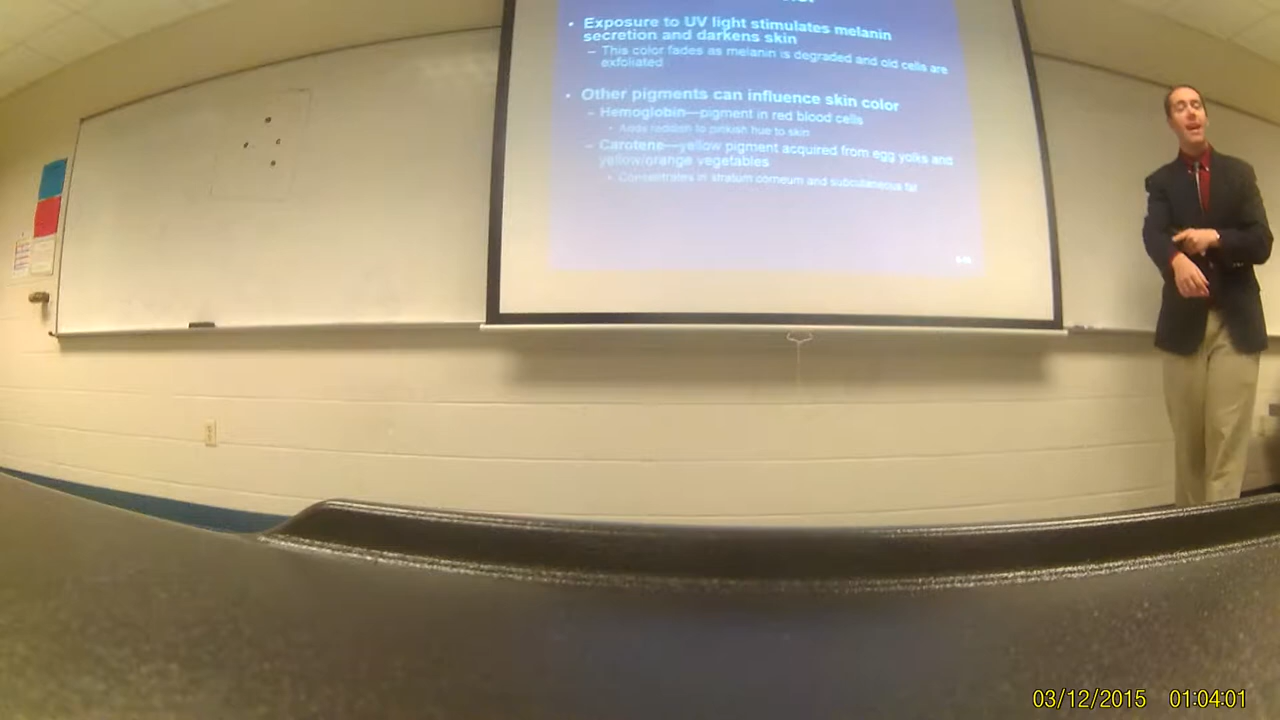 • Exposure to UV light stimulates melanin
secretion and darkens skin
– This color fades as melanin is degraded and old cells are
exfoliated
• Other pigments can influence skin color
– Hemoglobin—pigment in red blood cells
• Adds reddish to pinkish hue to skin
– Carotene—yellow pigment acquired from egg yolks and
yellow/orange vegetables
• Concentrates in stratum corneum and subcutaneous fat
03/12/2015 01:04:01